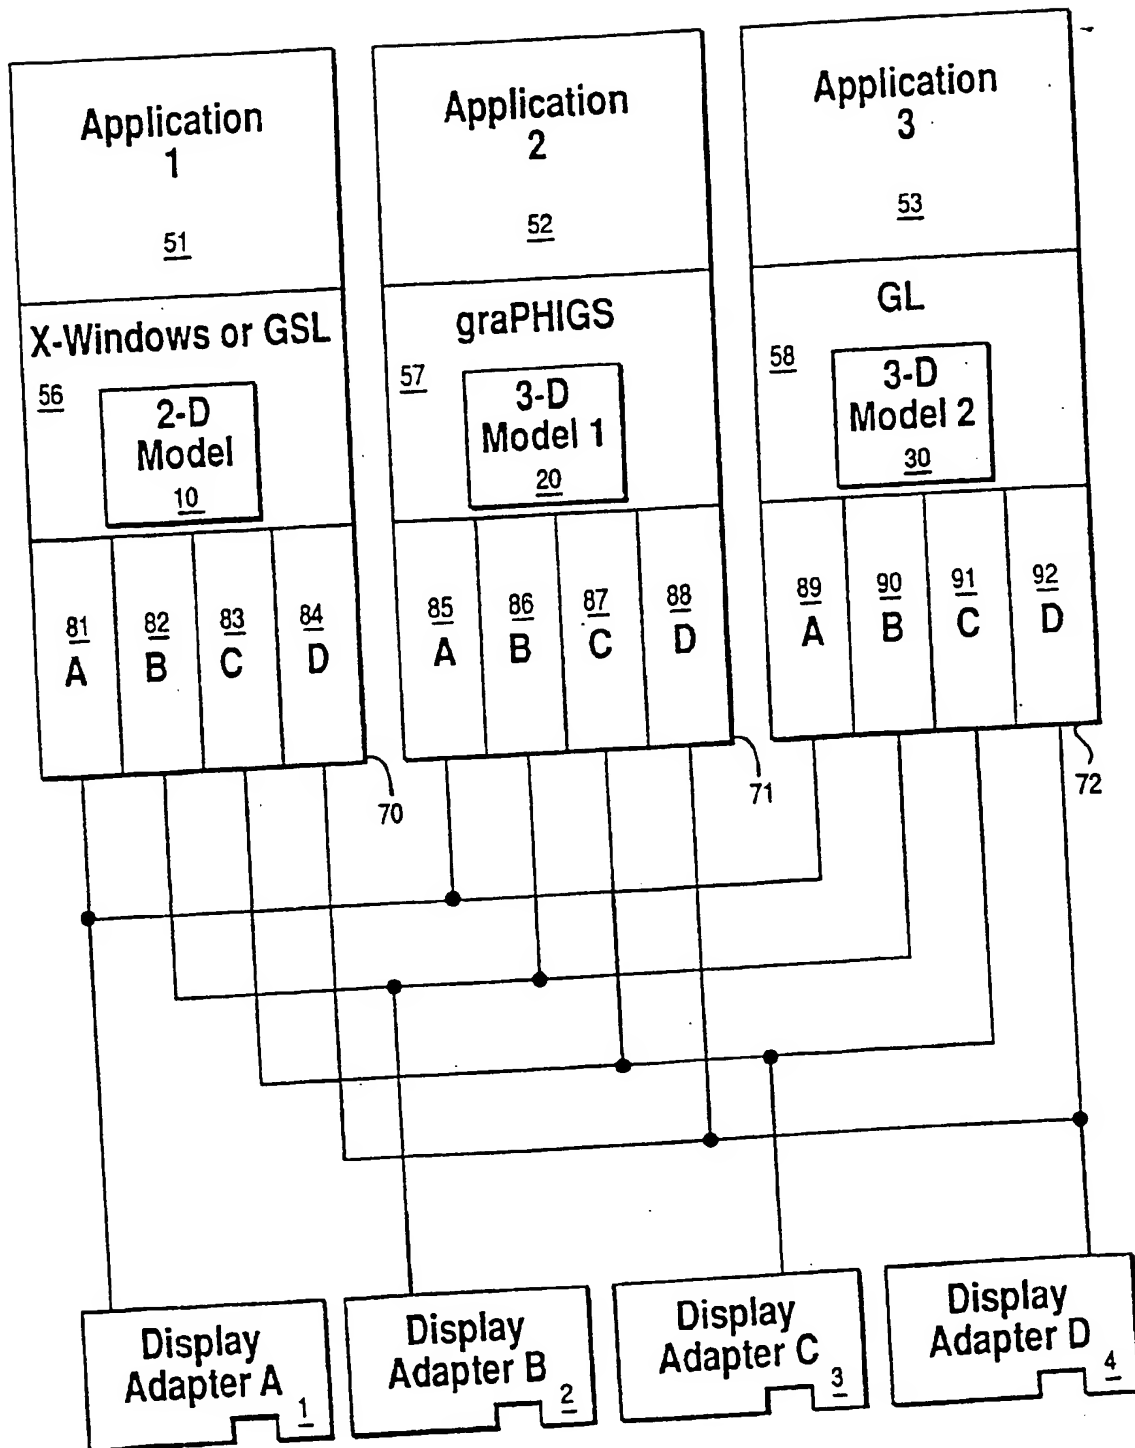 Application
1
51
X-Windows or GSL
56
2-D
Model
10
81
A
82
B
83
C
84
D
70
Application
2
52
graPHIGS
57
3-D
Model 1
20
85
A
86
B
87
C
88
D
71
Application
3
53
GL
58
3-D
Model 2
30
89
A
90
B
91
C
92
D
72
Display
Adapter A
1
Display
Adapter B
2
Display
Adapter C
3
Display
Adapter D
4